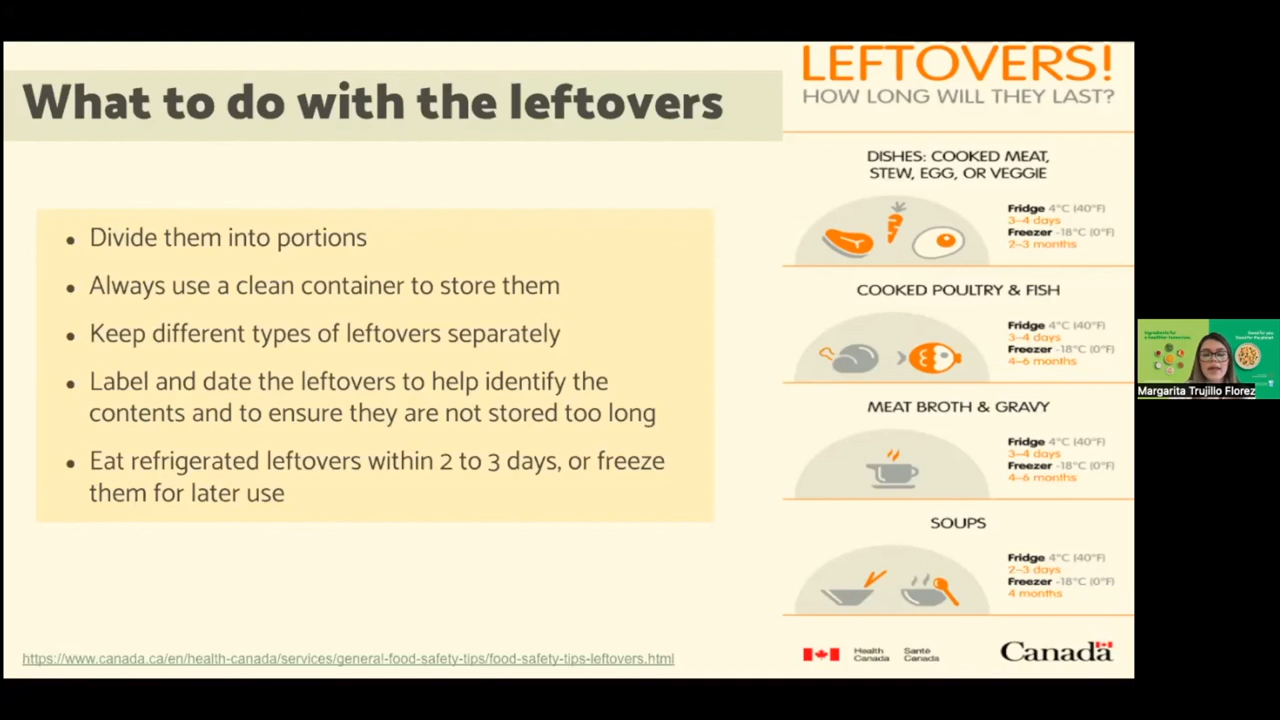 What to do with the leftovers
• Divide them into portions
• Always use a clean container to store them
• Keep different types of leftovers separately
• Label and date the leftovers to help identify the
contents and to ensure they are not stored too long
• Eat refrigerated leftovers within 2 to 3 days, or freeze
them for later use
https://www.canada.ca/en/health-canada/services/general-food-safety-tips/food-safety-tips-leftovers.html
LEFTOVERS!
HOW LONG WILL THEY LAST?
DISHES: COOKED MEAT,
STEW, EGG, OR VEGGIE
Fridge 4°C (40°F)
3–4 days
Freezer -18°C (0°F)
2–3 months
COOKED POULTRY & FISH
Fridge 4°C (40°F)
3–4 days
Freezer -18°C (0°F)
4–6 months
MEAT BROTH & GRAVY
Fridge 4°C (40°F)
3–4 days
Freezer -18°C (0°F)
4–6 months
SOUPS
Fridge 4°C (40°F)
2–3 days
Freezer -18°C (0°F)
4 months
Health Canada
Santé Canada
Canada
Margarita Trujillo Florez